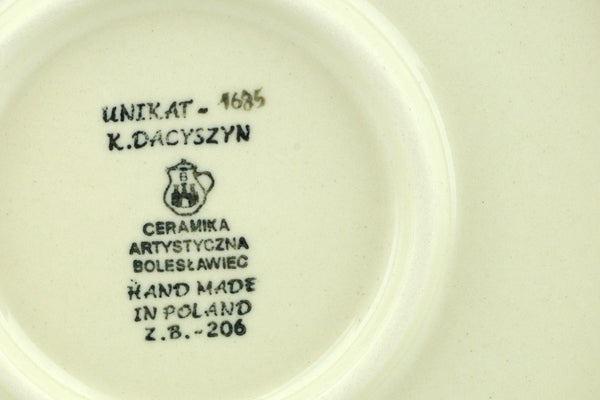 UNIKAT - 1685
K.DACYSZYN
B
CERAMIKA
ARTYSTYCZNA
BOLESŁAWIEC
HAND MADE
IN POLAND
Z.B.-206